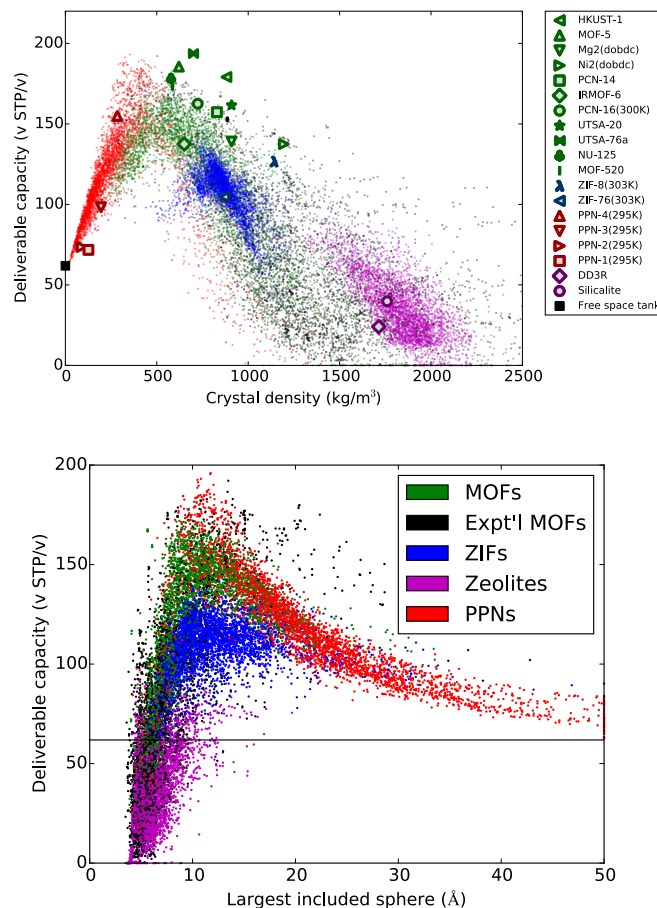 200
150
100
50
0
Deliverable capacity (v STP/v)
0
500
1000
1500
2000
2500
Crystal density (kg/m³)
HKUST-1
MOF-5
Mg2(dobdc)
Ni2(dobdc)
PCN-14
IRMOF-6
PCN-16(300K)
UTSA-20
UTSA-76a
NU-125
MOF-520
ZIF-8(303K)
ZIF-76(303K)
PPN-4(295K)
PPN-3(295K)
PPN-2(295K)
PPN-1(295K)
DD3R
Silicalite
Free space tank
200
150
100
50
0
Deliverable capacity (v STP/v)
0
10
20
30
40
50
Largest included sphere (Å)
MOFs
Expt'l MOFs
ZIFs
Zeolites
PPNs